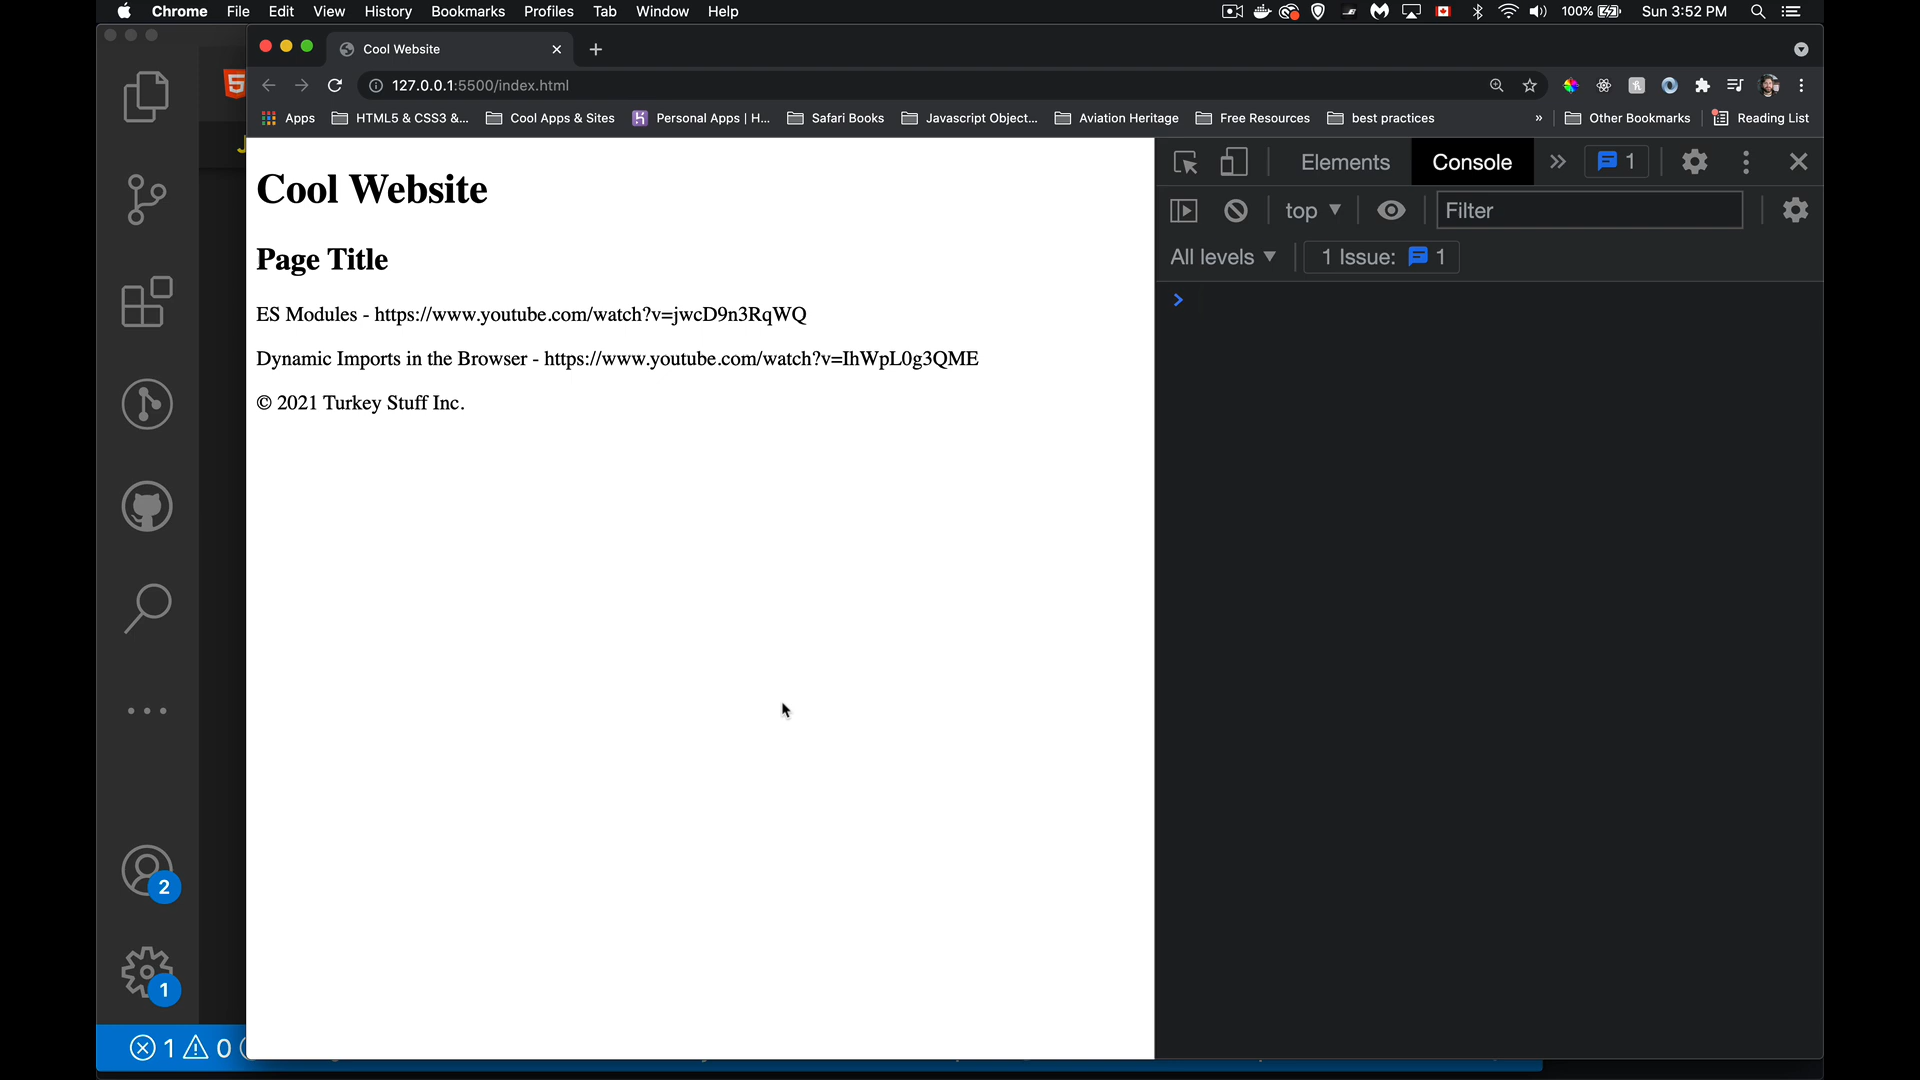 Chrome File Edit View History Bookmarks Profiles Tab Window Help 100% Sun 3:52 PM
Cool Website
127.0.0.1:5500/index.html
Apps HTML5 & CSS3 &... Cool Apps & Sites Personal Apps | H... Safari Books Javascript Object... Aviation Heritage Free Resources best practices » Other Bookmarks Reading List
Cool Website
Page Title
ES Modules - https://www.youtube.com/watch?v=jwcD9n3RqWQ
Dynamic Imports in the Browser - https://www.youtube.com/watch?v=IhWpL0g3QME
© 2021 Turkey Stuff Inc.
Elements Console 1
top Filter
All levels 1 Issue: 1
2
1
1 0